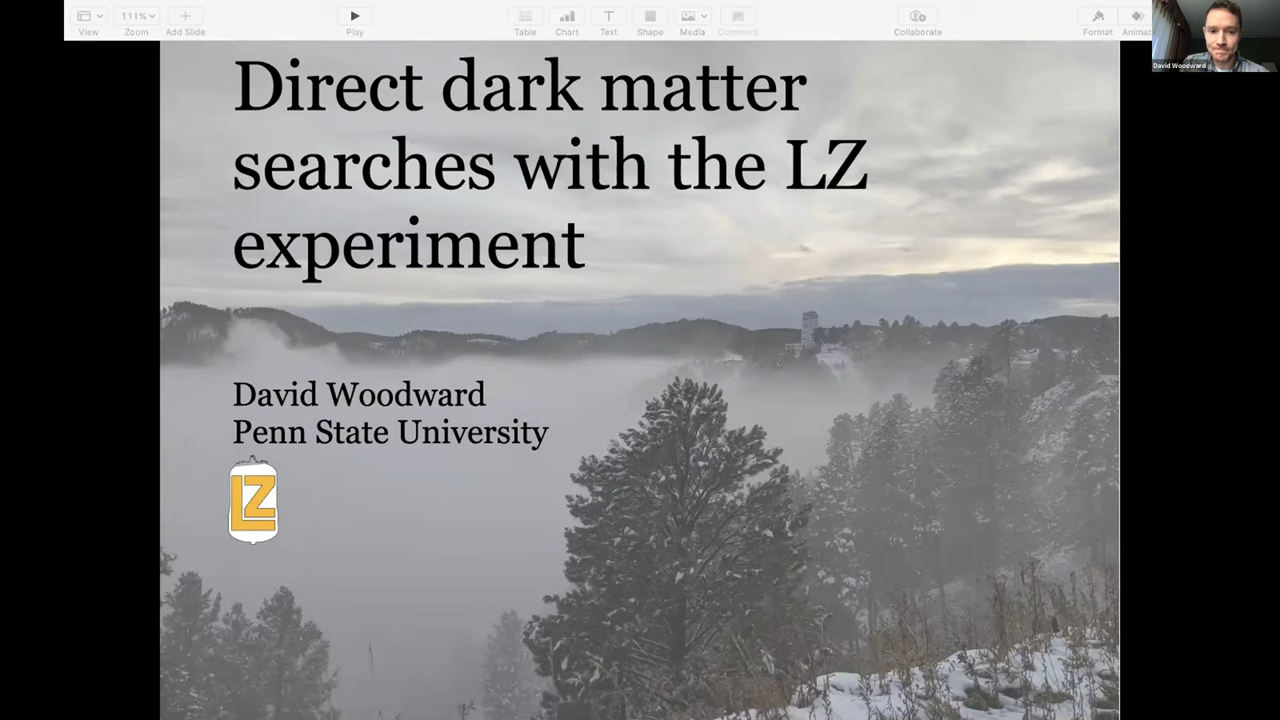 View
111%
Zoom
Add Slide
Play
Table
Chart
Text
Shape
Media
Comment
Collaborate
Format
Animat
David Woodward
Direct dark matter
searches with the LZ
experiment
David Woodward
Penn State University
LZ